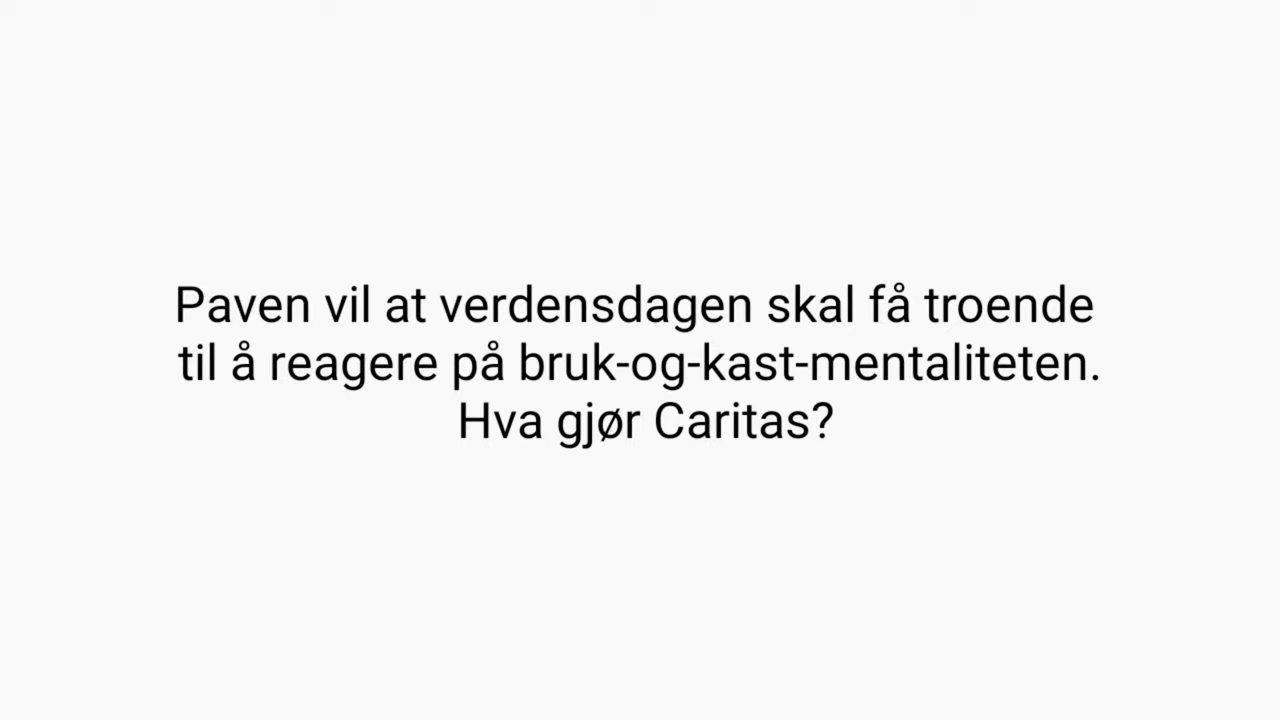 Paven vil at verdensdagen skal få troende
til å reagere på bruk-og-kast-mentaliteten.
Hva gjør Caritas?